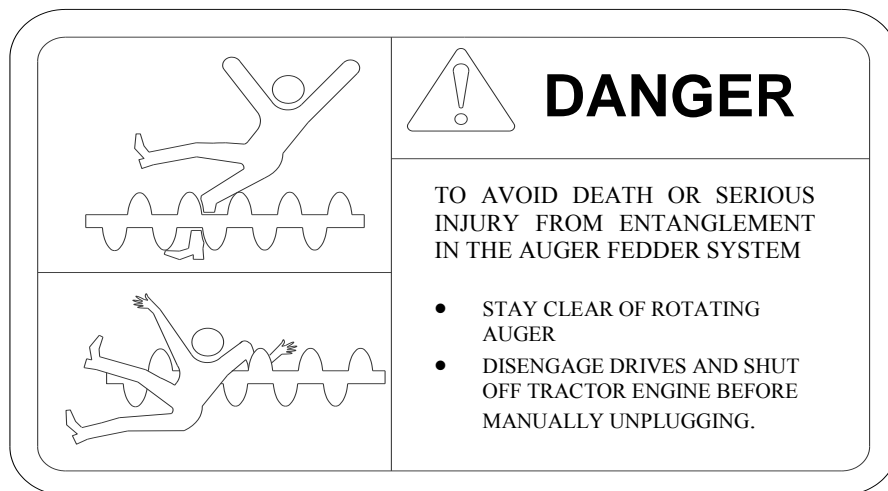 DANGER
TO AVOID DEATH OR SERIOUS
INJURY FROM ENTANGLEMENT
IN THE AUGER FEDDER SYSTEM
• STAY CLEAR OF ROTATING
AUGER
• DISENGAGE DRIVES AND SHUT
OFF TRACTOR ENGINE BEFORE
MANUALLY UNPLUGGING.